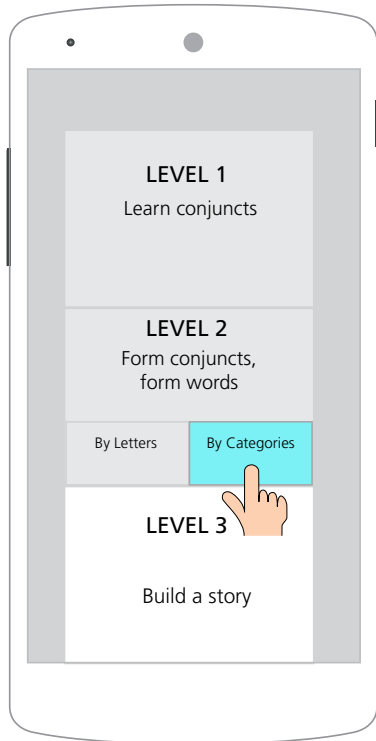 LEVEL 1
Learn conjuncts
LEVEL 2
Form conjuncts,
form words
By Letters
By Categories
LEVEL 3
Build a story